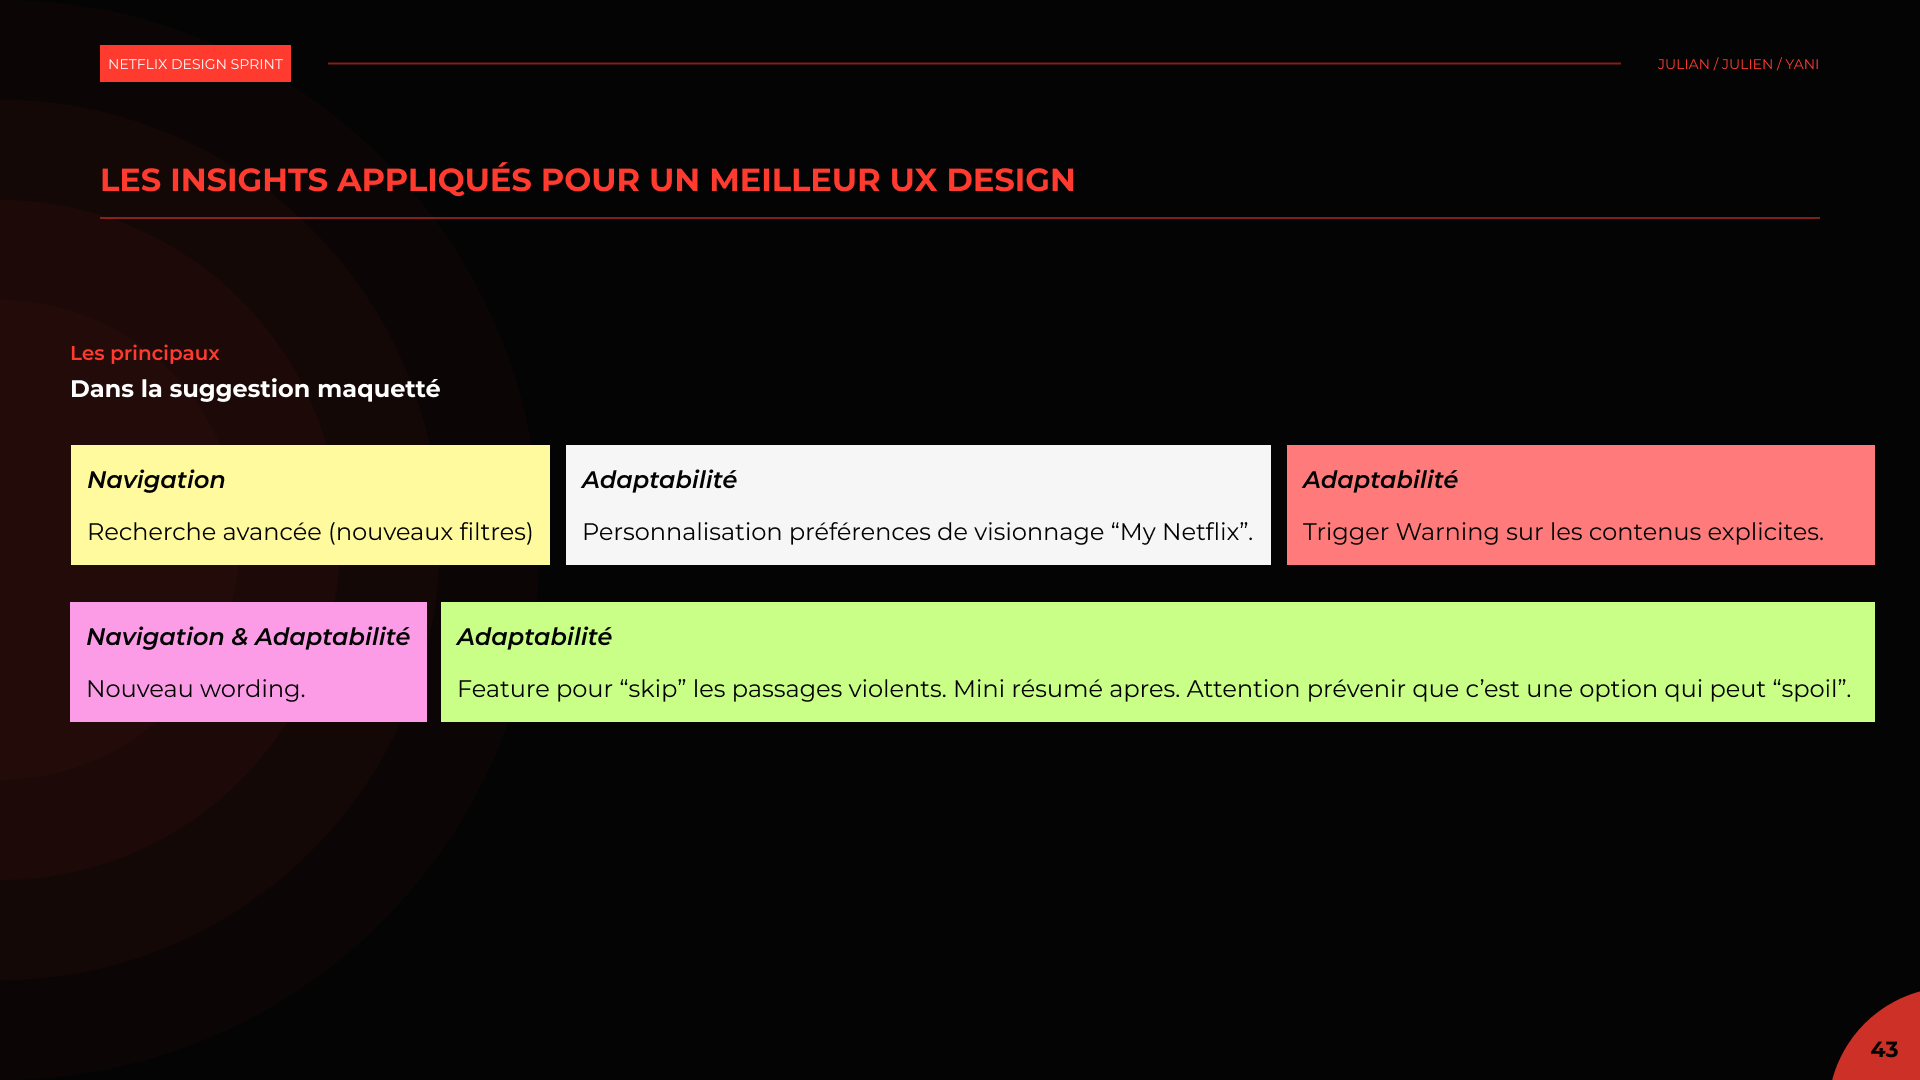 NETFLIX DESIGN SPRINT
JULIAN / JULIEN / YANI
LES INSIGHTS APPLIQUÉS POUR UN MEILLEUR UX DESIGN
Les principaux
Dans la suggestion maquetté
Navigation
Recherche avancée (nouveaux filtres)
Adaptabilité
Personnalisation préférences de visionnage “My Netflix”.
Adaptabilité
Trigger Warning sur les contenus explicites.
Navigation & Adaptabilité
Nouveau wording.
Adaptabilité
Feature pour “skip” les passages violents. Mini résumé apres. Attention prévenir que c’est une option qui peut “spoil”.
43